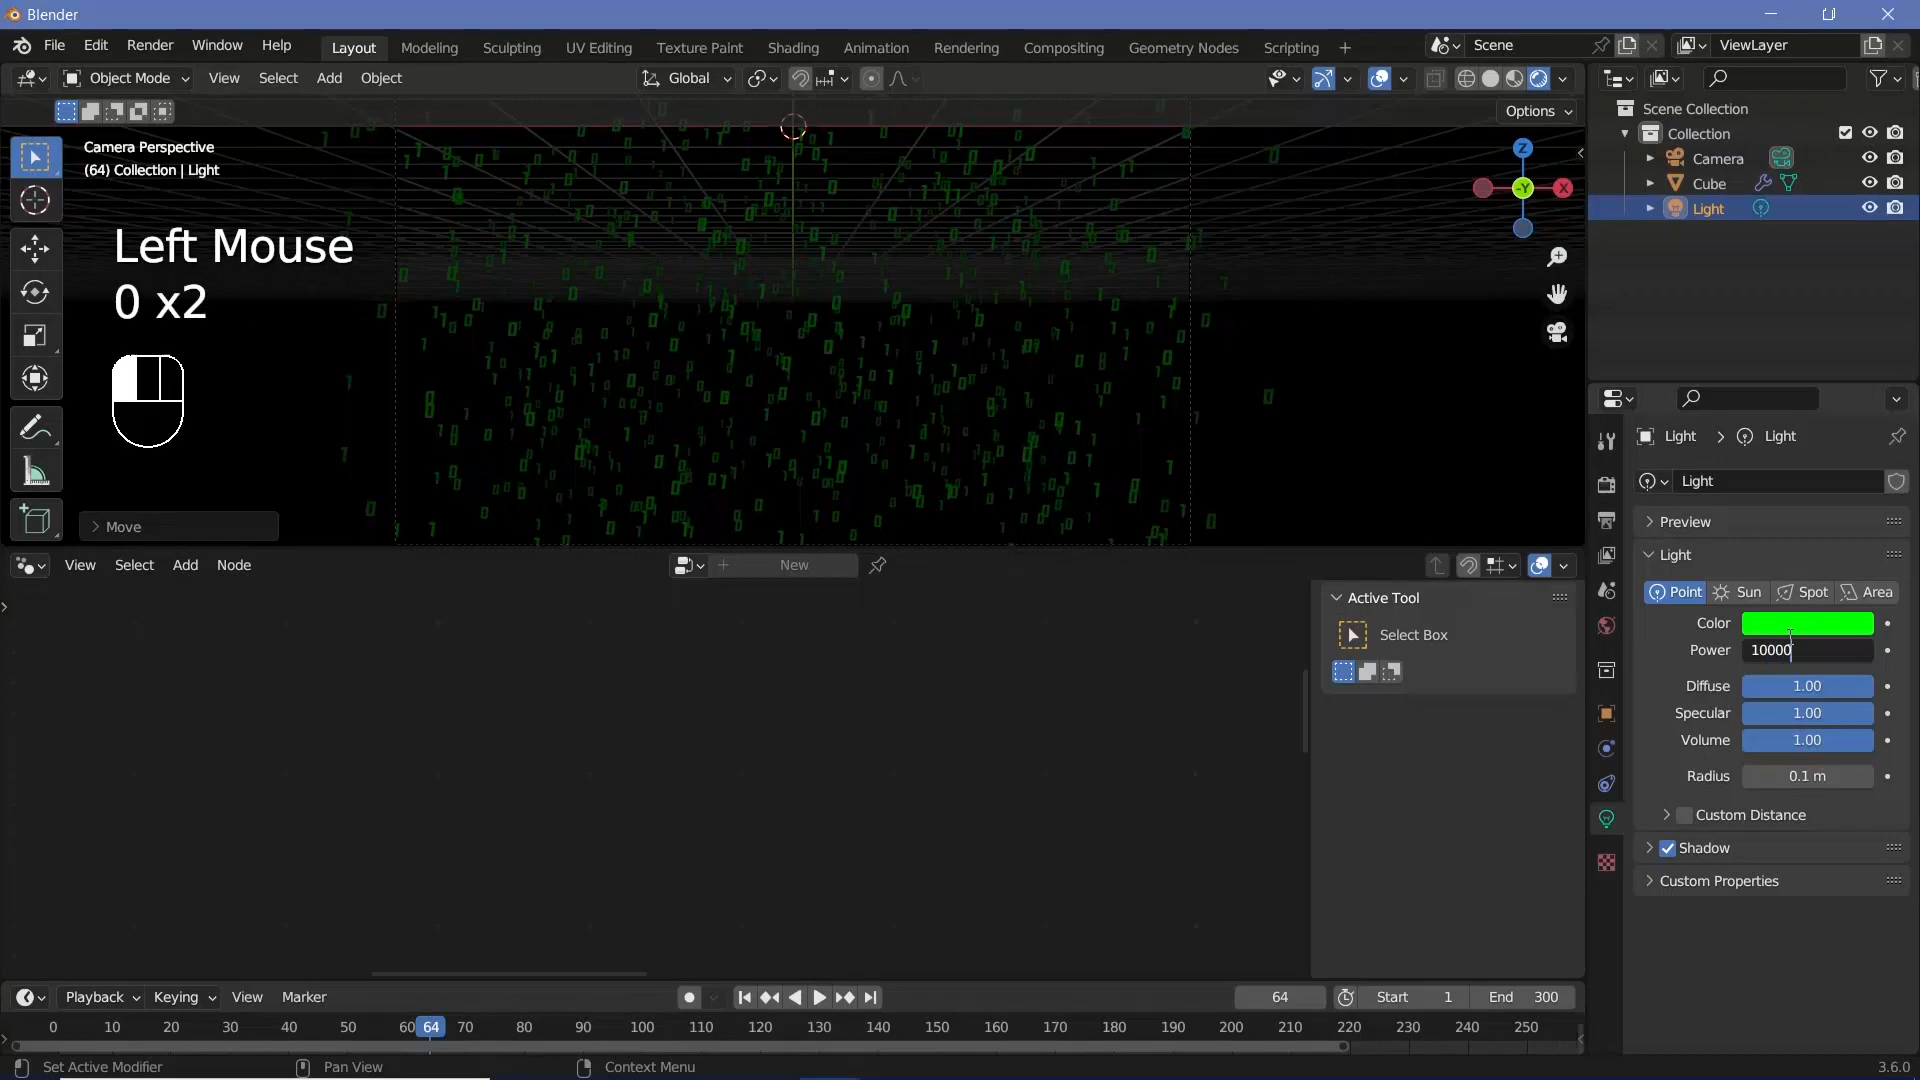 Blender
File Edit Render Window Help Layout Modeling Sculpting UV Editing Texture Paint Shading Animation Rendering Compositing Geometry Nodes Scripting + Scene ViewLayer
Object Mode View Select Add Object Global
Options
Camera Perspective
(64) Collection | Light
Left Mouse
0 x2
Z
-Y
X
Move
Scene Collection
Collection
Camera
Cube
Light
Light > Light
Light
Preview
Light
Point Sun Spot Area
Color
Power 10000
Diffuse 1.00
Specular 1.00
Volume 1.00
Radius 0.1 m
Custom Distance
Shadow
Custom Properties
View Select Add Node New
Active Tool
Select Box
Playback Keying View Marker 64 Start 1 End 300
0 10 20 30 40 50 60 64 70 80 90 100 110 120 130 140 150 160 170 180 190 200 210 220 230 240 250
Set Active Modifier Pan View Context Menu 3.6.0